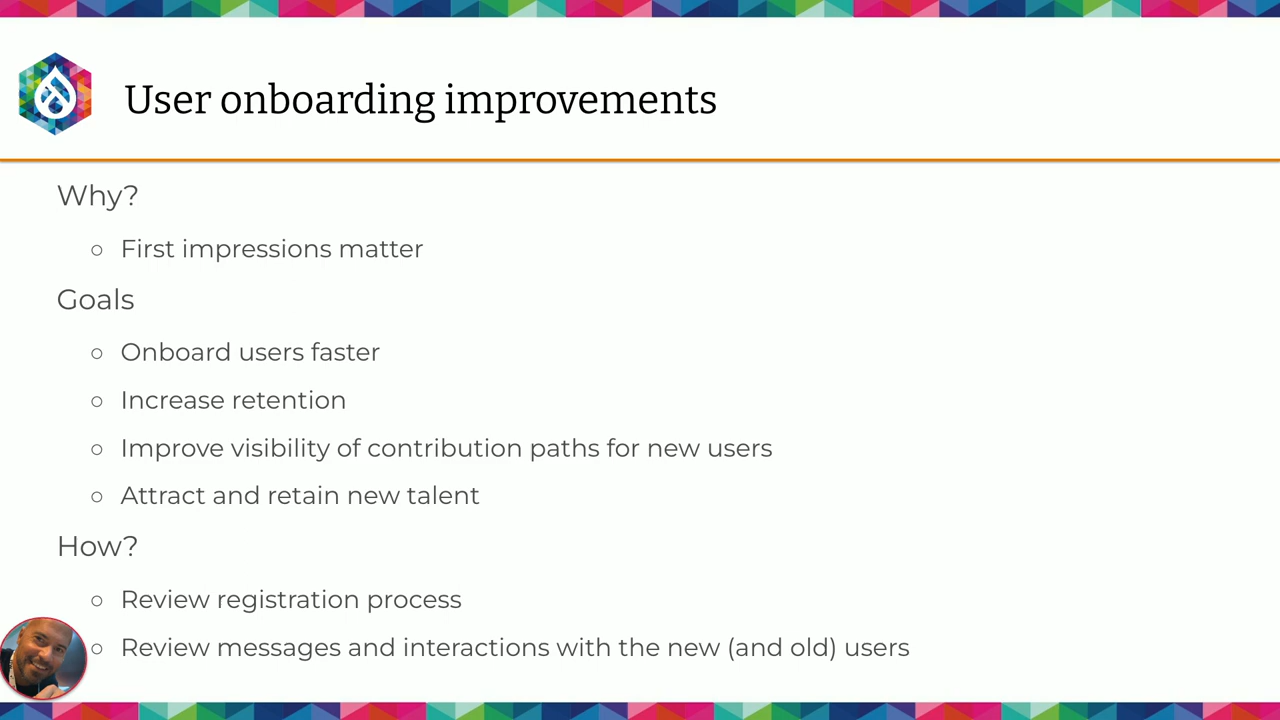 User onboarding improvements
Why?
○ First impressions matter
Goals
○ Onboard users faster
○ Increase retention
○ Improve visibility of contribution paths for new users
○ Attract and retain new talent
How?
○ Review registration process
○ Review messages and interactions with the new (and old) users